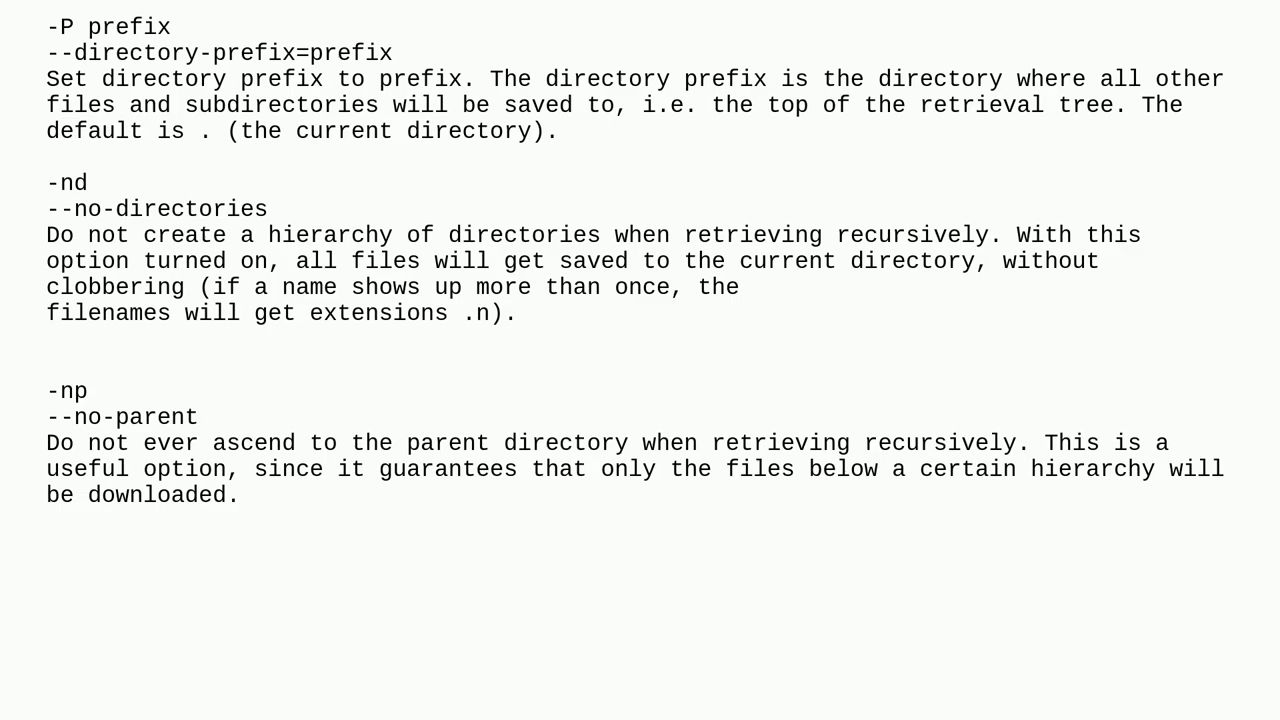 -P prefix
--directory-prefix=prefix
Set directory prefix to prefix. The directory prefix is the directory where all other
files and subdirectories will be saved to, i.e. the top of the retrieval tree. The
default is . (the current directory).
-nd
--no-directories
Do not create a hierarchy of directories when retrieving recursively. With this
option turned on, all files will get saved to the current directory, without
clobbering (if a name shows up more than once, the
filenames will get extensions .n).
-np
--no-parent
Do not ever ascend to the parent directory when retrieving recursively. This is a
useful option, since it guarantees that only the files below a certain hierarchy will
be downloaded.